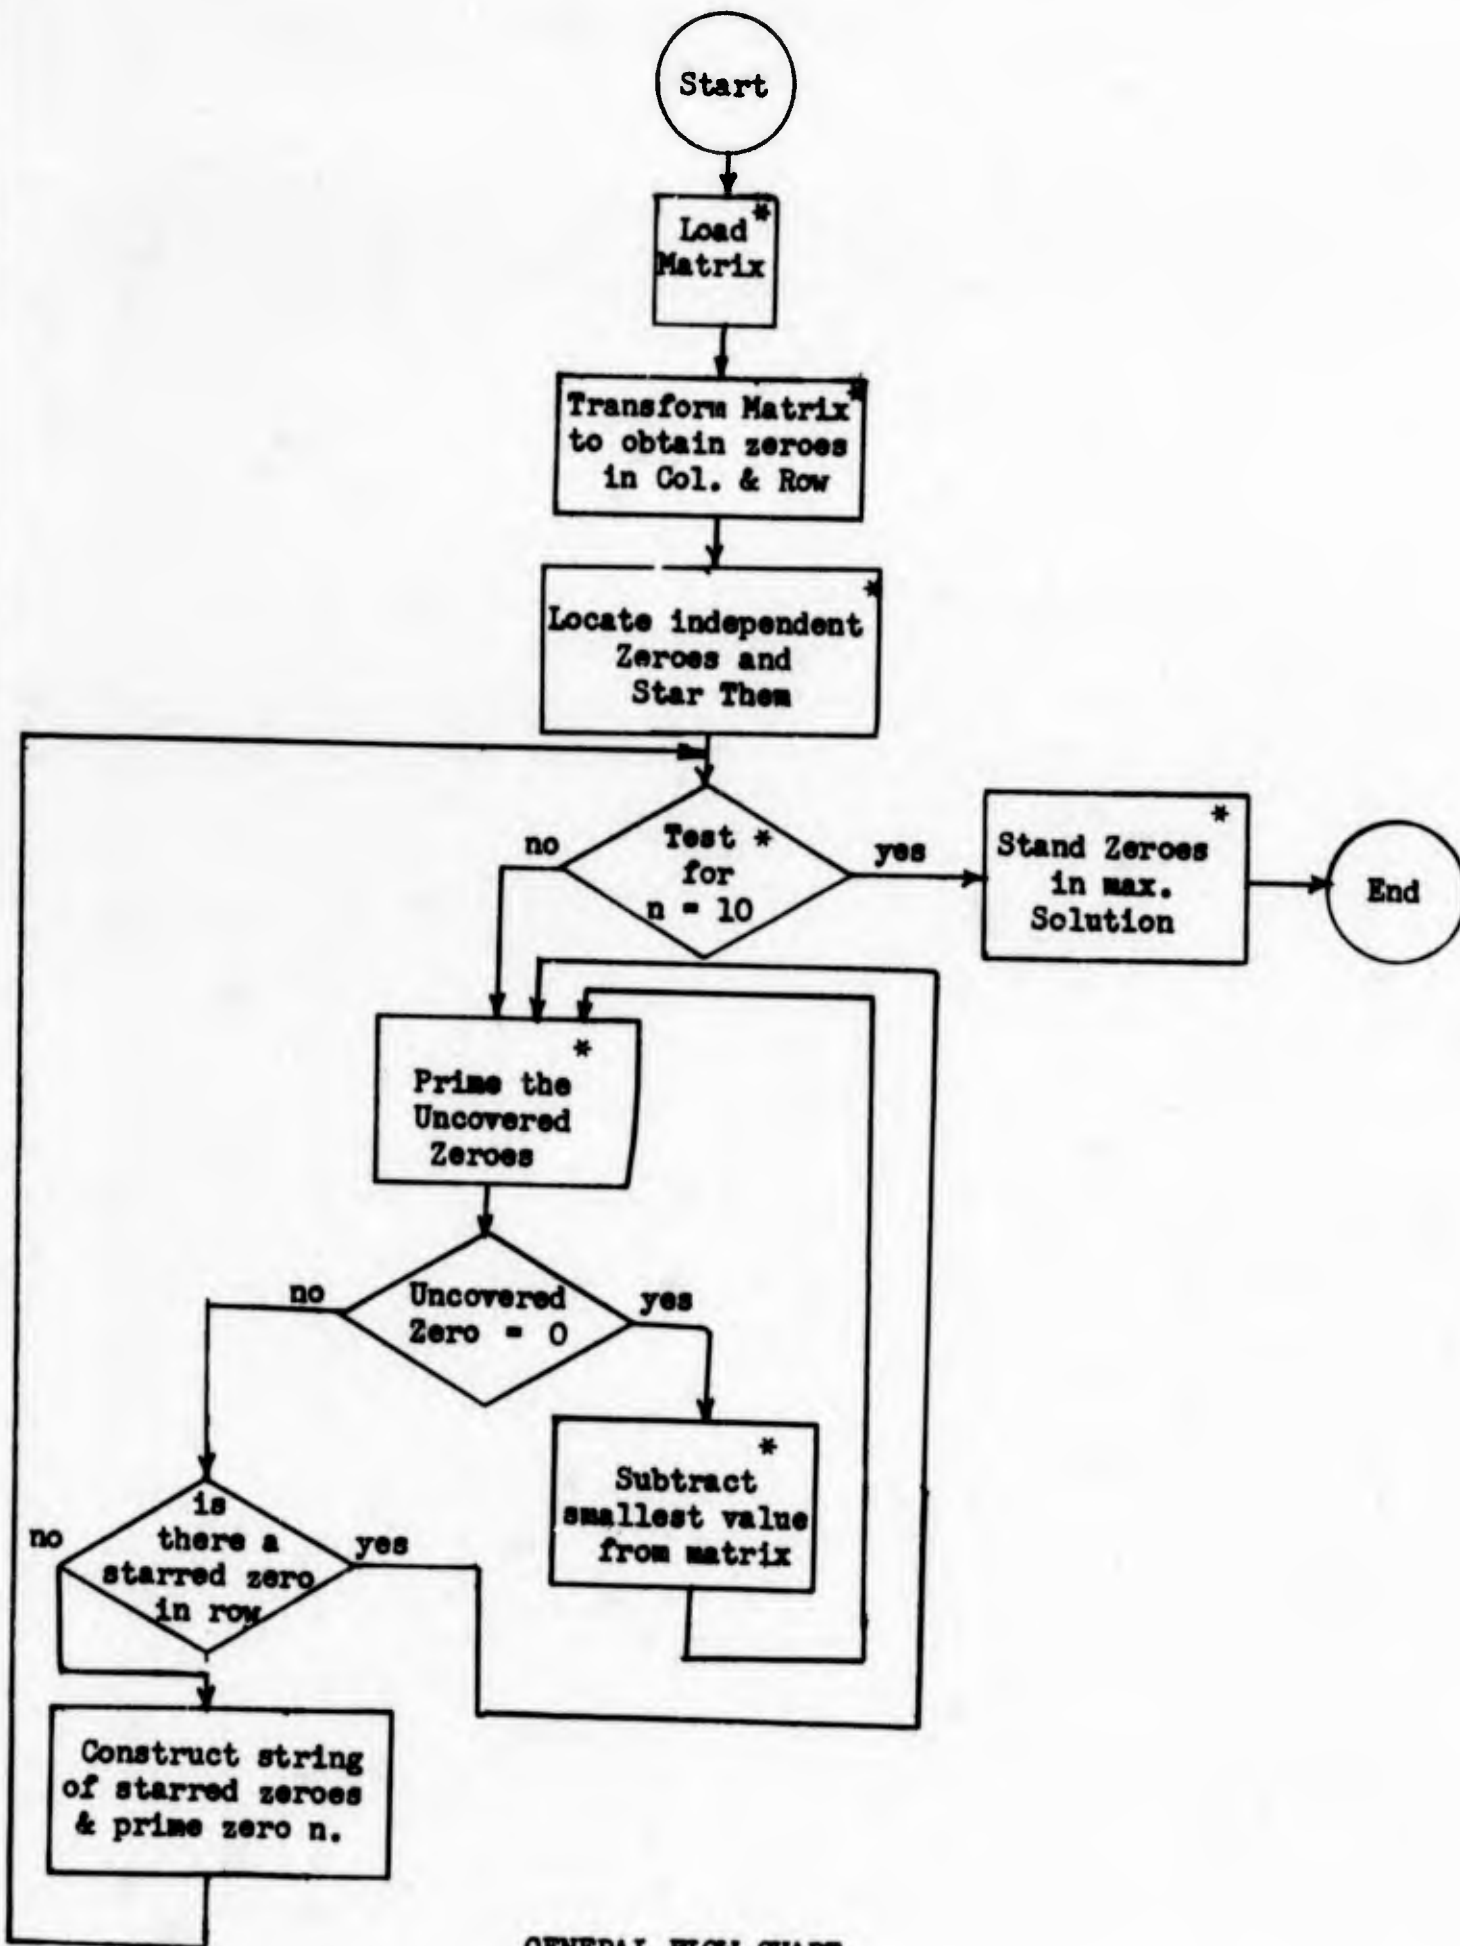 Start
*
Load
Matrix
*
Transform Matrix
to obtain zeroes
in Col. & Row
*
Locate independent
Zeroes and
Star Them
no
Test *
for
n = 10
yes
*
Stand Zeroes
in max.
Solution
End
*
Prime the
Uncovered
Zeroes
no
Uncovered
Zero = 0
yes
*
Subtract
smallest value
from matrix
no
is
there a
starred zero
in row
yes
Construct string
of starred zeroes
& prime zero n.
GENERAL FLOW CHART